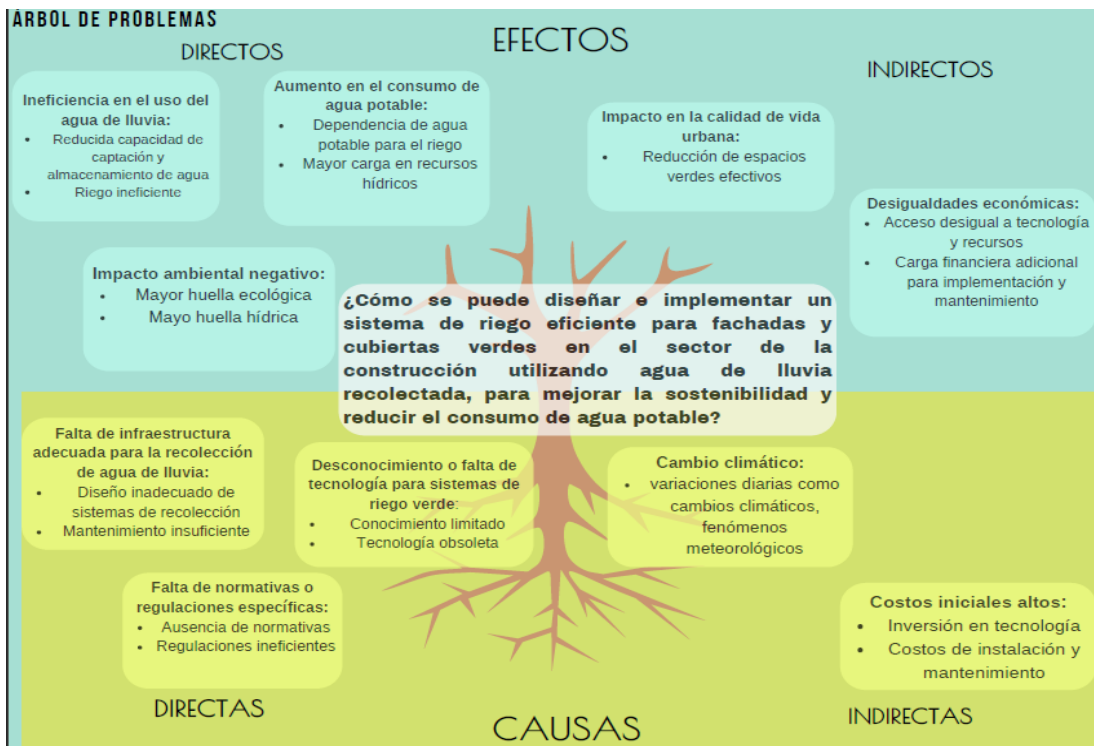 ÁRBOL DE PROBLEMAS
EFECTOS
DIRECTOS
INDIRECTOS
Ineficiencia en el uso del
agua de lluvia:
• Reducida capacidad de
captación y
almacenamiento de agua
• Riego ineficiente
Aumento en el consumo de
agua potable:
• Dependencia de agua
potable para el riego
• Mayor carga en recursos
hídricos
Impacto en la calidad de vida
urbana:
• Reducción de espacios
verdes efectivos
Desigualdades económicas:
• Acceso desigual a tecnología
y recursos
• Carga financiera adicional
para implementación y
mantenimiento
Impacto ambiental negativo:
• Mayor huella ecológica
• Mayo huella hídrica
¿Cómo se puede diseñar e implementar un
sistema de riego eficiente para fachadas y
cubiertas verdes en el sector de la
construcción utilizando agua de lluvia
recolectada, para mejorar la sostenibilidad y
reducir el consumo de agua potable?
Falta de infraestructura
adecuada para la recolección
de agua de lluvia:
• Diseño inadecuado de
sistemas de recolección
• Mantenimiento insuficiente
Desconocimiento o falta de
tecnología para sistemas de
riego verde:
• Conocimiento limitado
• Tecnología obsoleta
Cambio climático:
• variaciones diarias como
cambios climáticos,
fenómenos
meteorológicos
Falta de normativas o
regulaciones específicas:
• Ausencia de normativas
• Regulaciones ineficientes
Costos iniciales altos:
• Inversión en tecnología
• Costos de instalación y
mantenimiento
DIRECTAS
CAUSAS
INDIRECTAS